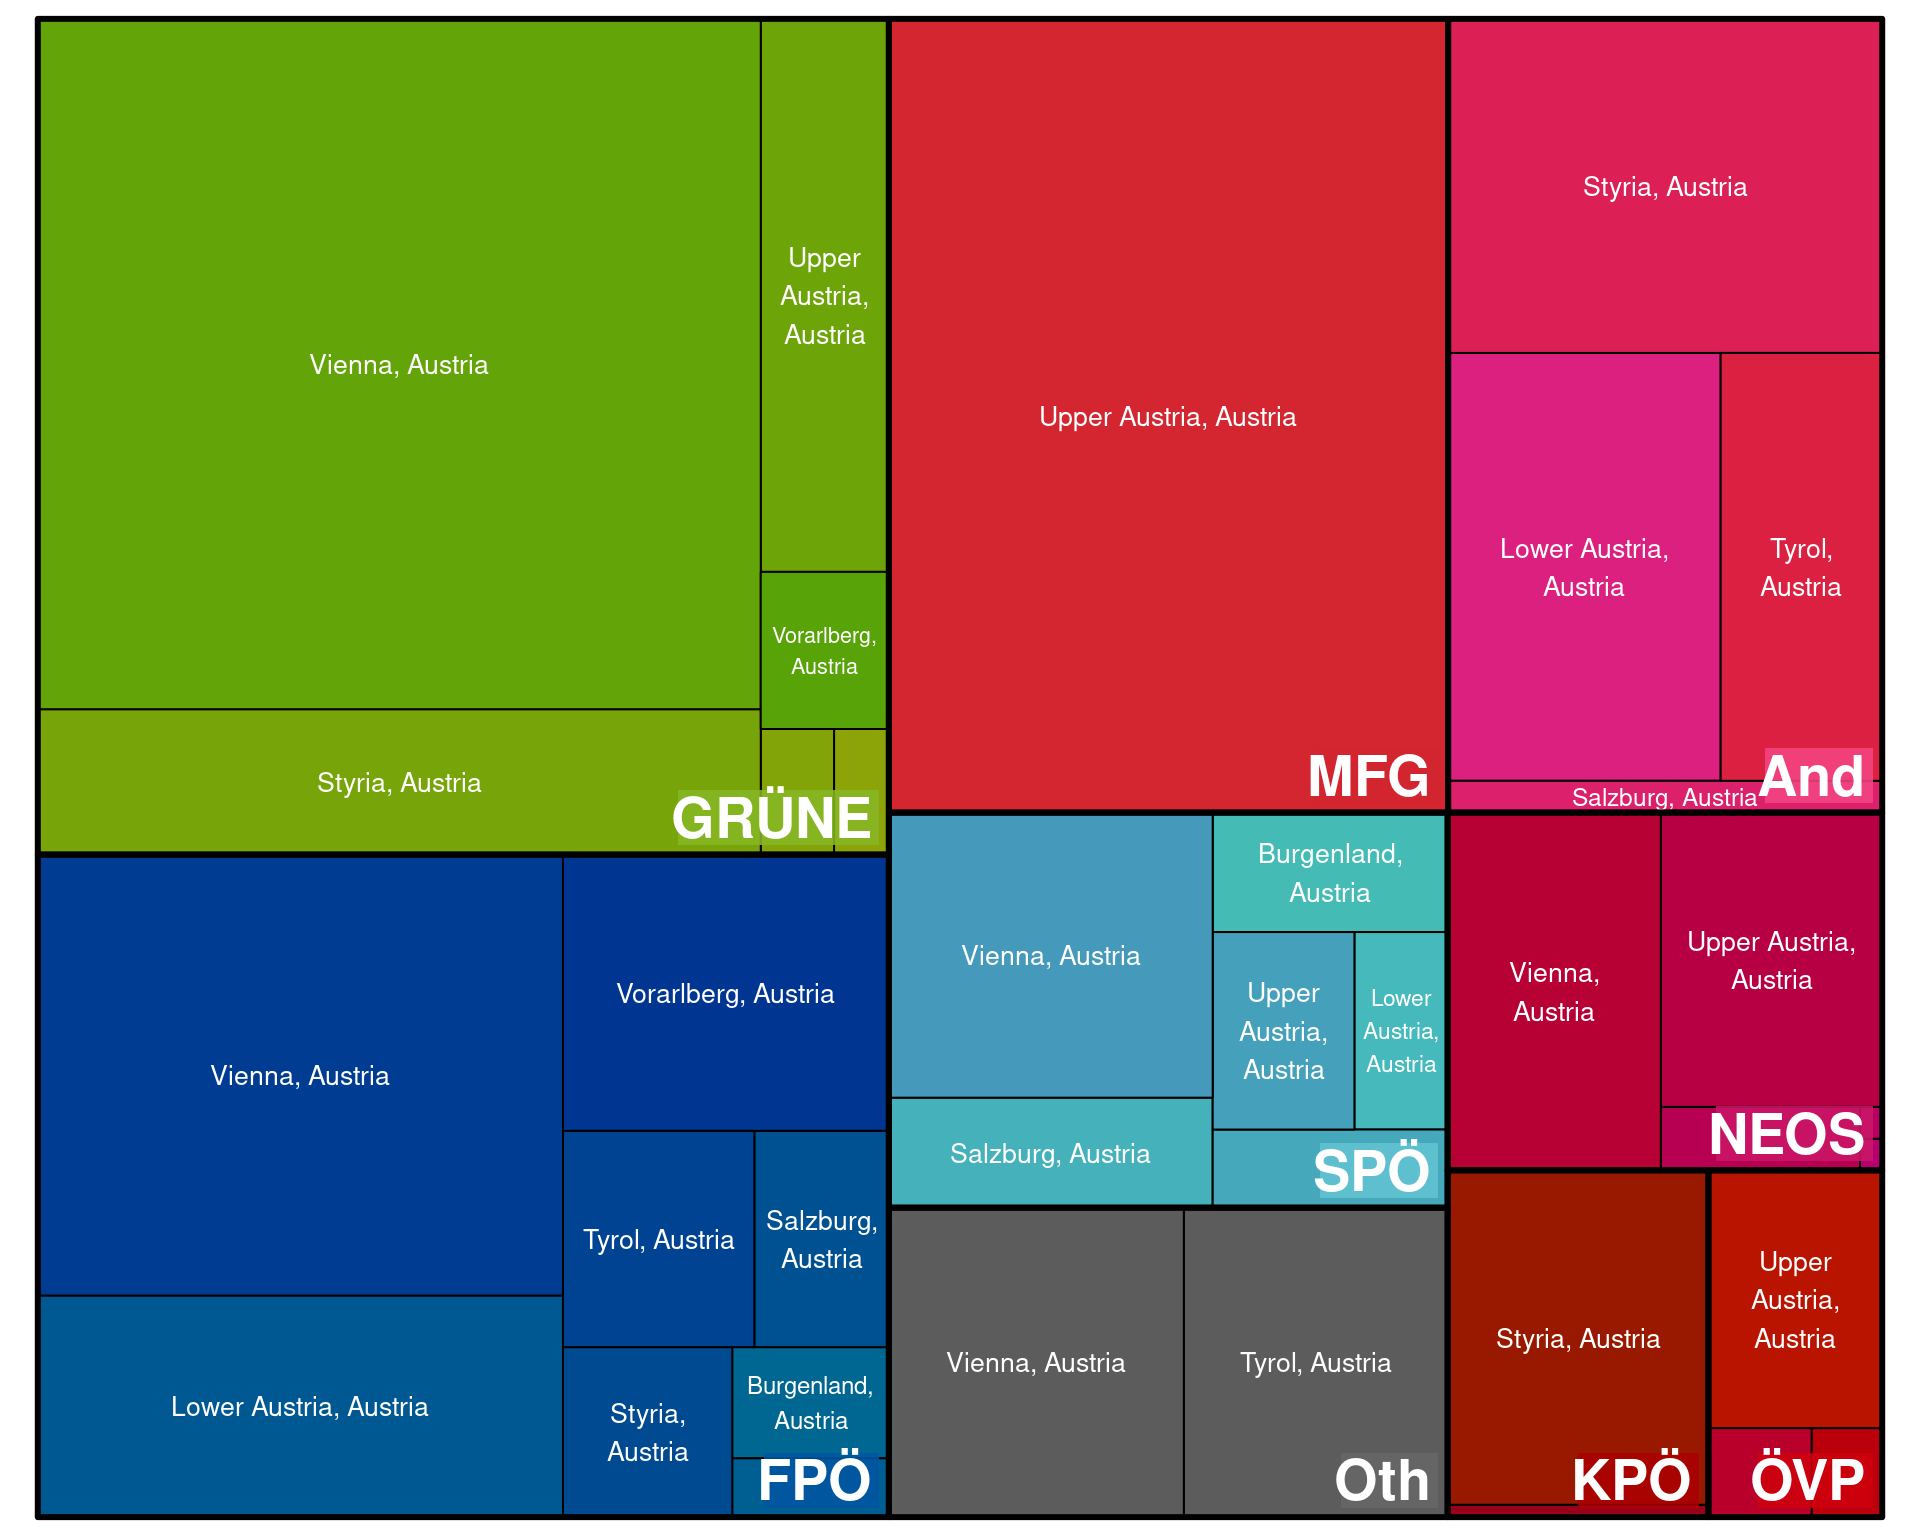 Vienna, Austria
Upper
Austria,
Austria
Vorarlberg,
Austria
Styria, Austria
GRÜNE
Vienna, Austria
Vorarlberg, Austria
Tyrol, Austria
Salzburg,
Austria
Lower Austria, Austria
Styria,
Austria
Burgenland,
Austria
FPÖ
Upper Austria, Austria
MFG
Vienna, Austria
Burgenland,
Austria
Upper
Austria,
Austria
Lower
Austria,
Austria
Salzburg, Austria
SPÖ
Vienna, Austria
Tyrol, Austria
Oth
Styria, Austria
Lower Austria,
Austria
Tyrol,
Austria
Salzburg, Austria
And
Vienna,
Austria
Upper Austria,
Austria
NEOS
Styria, Austria
KPÖ
Upper
Austria,
Austria
ÖVP